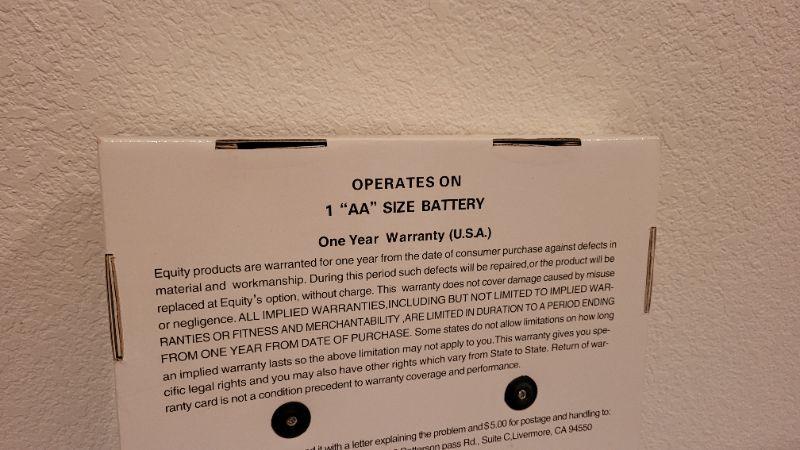 OPERATES ON
1 “AA” SIZE BATTERY
One Year Warranty (U.S.A.)
Equity products are warranted for one year from the date of consumer purchase against defects in
material and workmanship. During this period such defects will be repaired,or the product will be
replaced at Equity's option, without charge. This warranty does not cover damage caused by misuse
or negligence. ALL IMPLIED WARRANTIES,INCLUDING BUT NOT LIMITED TO IMPLIED WAR-
RANTIES OR FITNESS AND MERCHANTABILITY ,ARE LIMITED IN DURATION TO A PERIOD ENDING
FROM ONE YEAR FROM DATE OF PURCHASE. Some states do not allow limitations on how long
an implied warranty lasts so the above limitation may not apply to you.This warranty gives you spe-
cific legal rights and you may also have other rights which vary from State to State. Return of war-
ranty card is not a condition precedent to warranty coverage and performance.
it with a letter explaining the problem and $5.00 for postage and handling to:
pass Rd., Suite C,Livermore, CA 94550